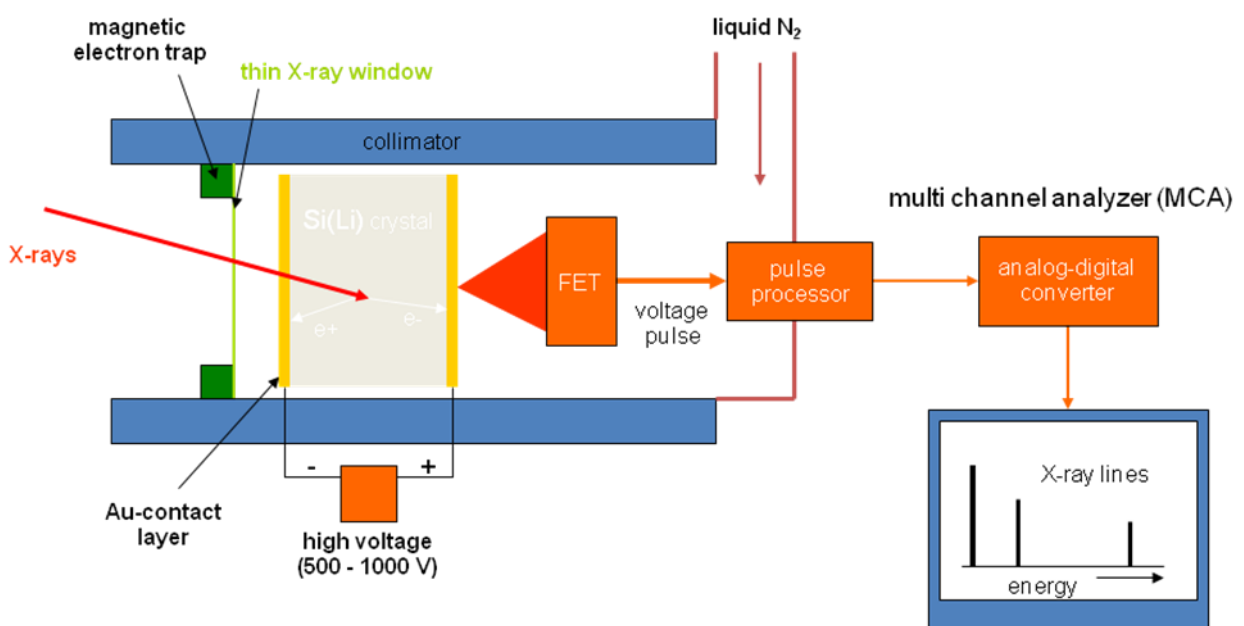 magnetic
electron trap
thin X-ray window
liquid N₂
collimator
Si(Li) crystal
X-rays
e+
e-
FET
voltage
pulse
pulse
processor
multi channel analyzer (MCA)
analog-digital
converter
Au-contact
layer
- +
high voltage
(500 - 1000 V)
X-ray lines
energy